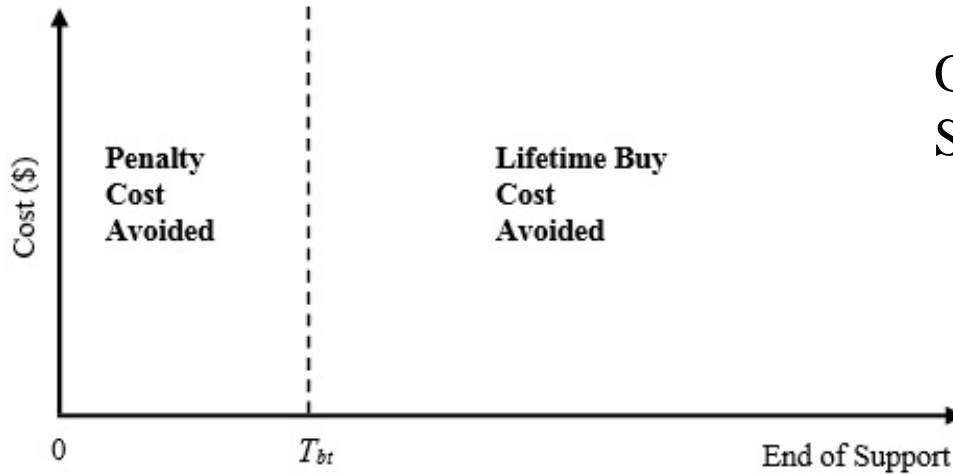 Cost ($)
Penalty
Cost
Avoided
Lifetime Buy
Cost
Avoided
0
T_bt
End of Support